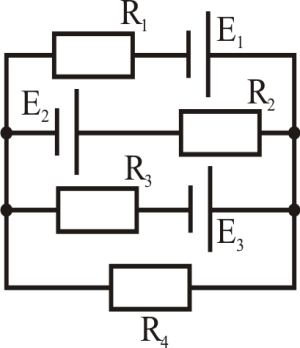 R₁
E₁
E₂
R₂
R₃
E₃
R₄